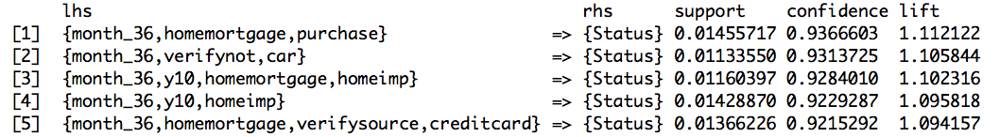 lhs rhs support confidence lift
[1] {month_36,homemortgage,purchase} => {Status} 0.01455717 0.9366603 1.112122
[2] {month_36,verifynot,car} => {Status} 0.01133550 0.9313725 1.105844
[3] {month_36,y10,homemortgage,homeimp} => {Status} 0.01160397 0.9284010 1.102316
[4] {month_36,y10,homeimp} => {Status} 0.01428870 0.9229287 1.095818
[5] {month_36,homemortgage,verifysource,creditcard} => {Status} 0.01366226 0.9215292 1.094157